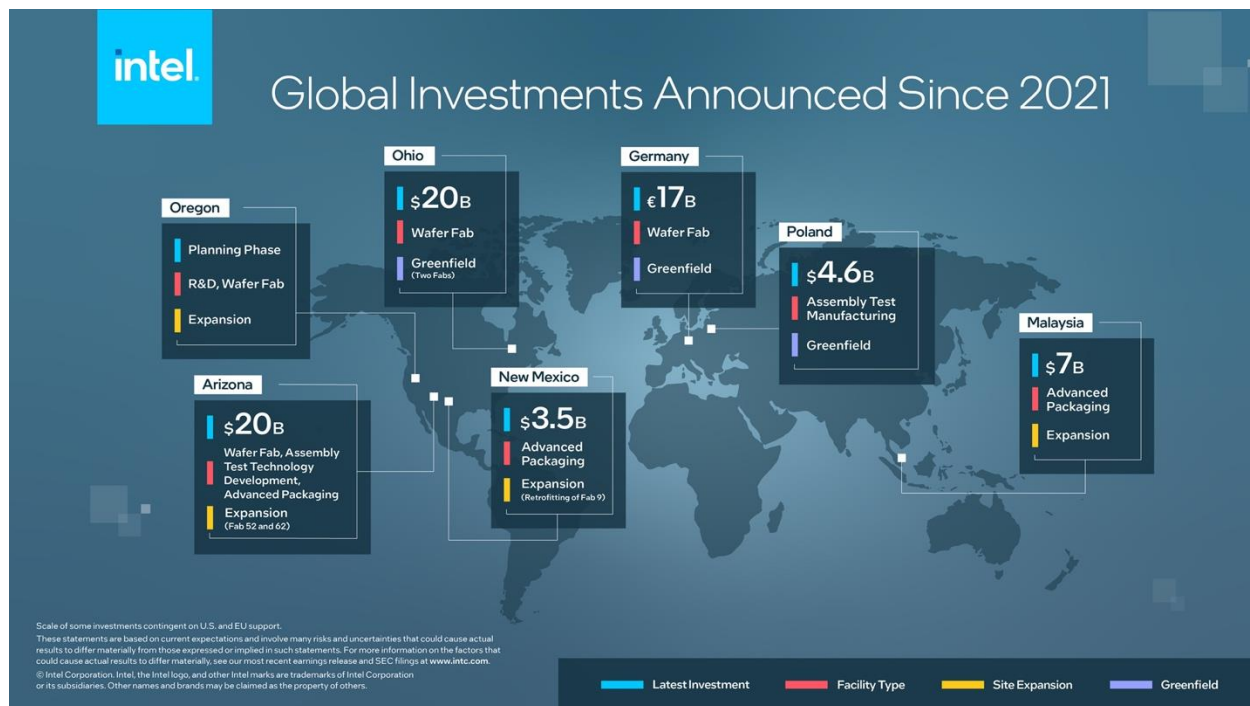 intel.
Global Investments Announced Since 2021
Oregon
Planning Phase
R&D, Wafer Fab
Expansion
Ohio
$20B
Wafer Fab
Greenfield
(Two Fabs)
Germany
€17B
Wafer Fab
Greenfield
Poland
$4.6B
Assembly Test
Manufacturing
Greenfield
Malaysia
$7B
Advanced
Packaging
Expansion
Arizona
$20B
Wafer Fab, Assembly
Test Technology
Development,
Advanced Packaging
Expansion
(Fab 52 and 62)
New Mexico
$3.5B
Advanced
Packaging
Expansion
(Retrofitting of Fab 9)
Scale of some investments contingent on U.S. and EU support.
These statements are based on current expectations and involve many risks and uncertainties that could cause actual
results to differ materially from those expressed or implied in such statements. For more information on the factors that
could cause actual results to differ materially, see our most recent earnings release and SEC filings at www.intc.com.
© Intel Corporation. Intel, the Intel logo, and other Intel marks are trademarks of Intel Corporation
or its subsidiaries. Other names and brands may be claimed as the property of others.
Latest Investment
Facility Type
Site Expansion
Greenfield